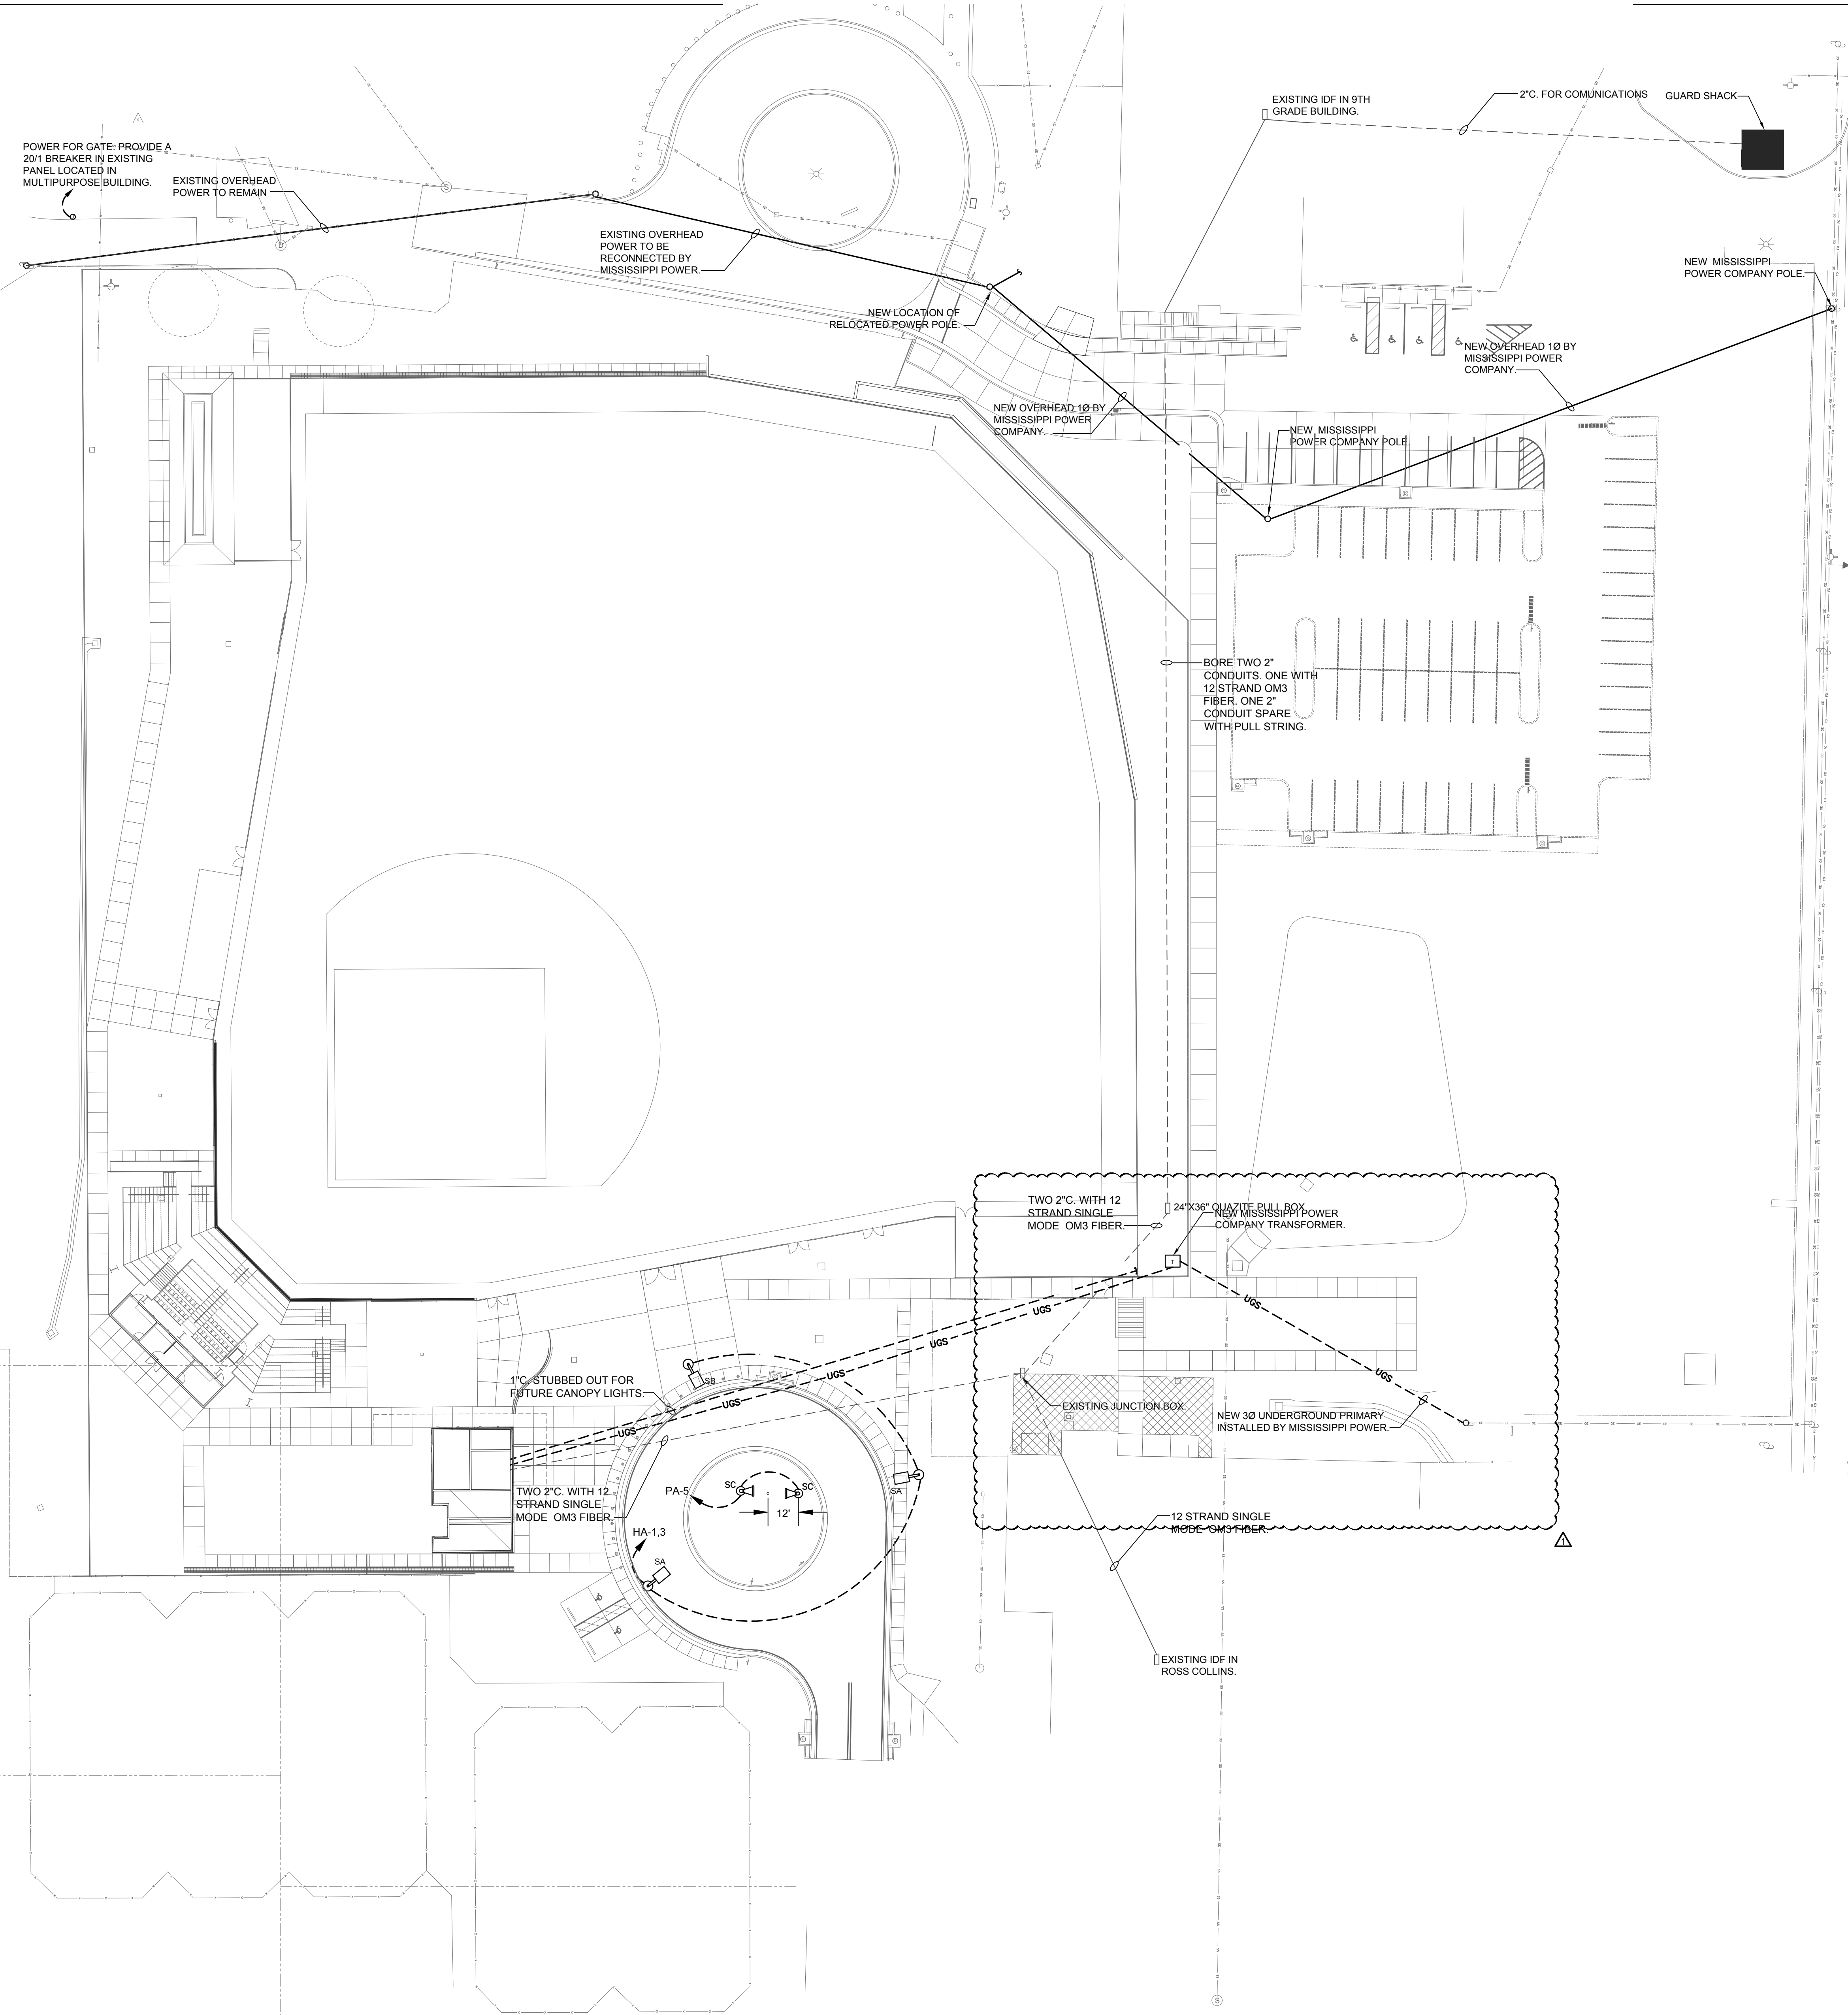 EXISTING IDF IN 9TH
GRADE BUILDING.
2"C. FOR COMUNICATIONS
GUARD SHACK
POWER FOR GATE. PROVIDE A
20/1 BREAKER IN EXISTING
PANEL LOCATED IN
MULTIPURPOSE BUILDING.
EXISTING OVERHEAD
POWER TO REMAIN
S
D
EXISTING OVERHEAD
POWER TO BE
RECONNECTED BY
MISSISSIPPI POWER.
NEW MISSISSIPPI
POWER COMPANY POLE.
NEW LOCATION OF
RELOCATED POWER POLE.
NEW OVERHEAD 1Ø BY
MISSISSIPPI POWER
COMPANY.
NEW OVERHEAD 1Ø BY
MISSISSIPPI POWER
COMPANY.
NEW MISSISSIPPI
POWER COMPANY POLE.
BORE TWO 2"
CONDUITS. ONE WITH
12 STRAND OM3
FIBER. ONE 2"
CONDUIT SPARE
WITH PULL STRING.
TWO 2"C. WITH 12
STRAND SINGLE
MODE OM3 FIBER.
24"X36" QUAZITE PULL BOX
NEW MISSISSIPPI POWER
COMPANY TRANSFORMER.
T
UGS
UGS
UGS
UGS
UGS
UGS
UGS
1"C. STUBBED OUT FOR
FUTURE CANOPY LIGHTS.
SB
EXISTING JUNCTION BOX.
NEW 3Ø UNDERGROUND PRIMARY
INSTALLED BY MISSISSIPPI POWER.
TWO 2"C. WITH 12
STRAND SINGLE
MODE OM3 FIBER.
PA-5
SC
SC
12'
SA
HA-1,3
SA
12 STRAND SINGLE
MODE OM3 FIBER.
1
EXISTING IDF IN
ROSS COLLINS.
S